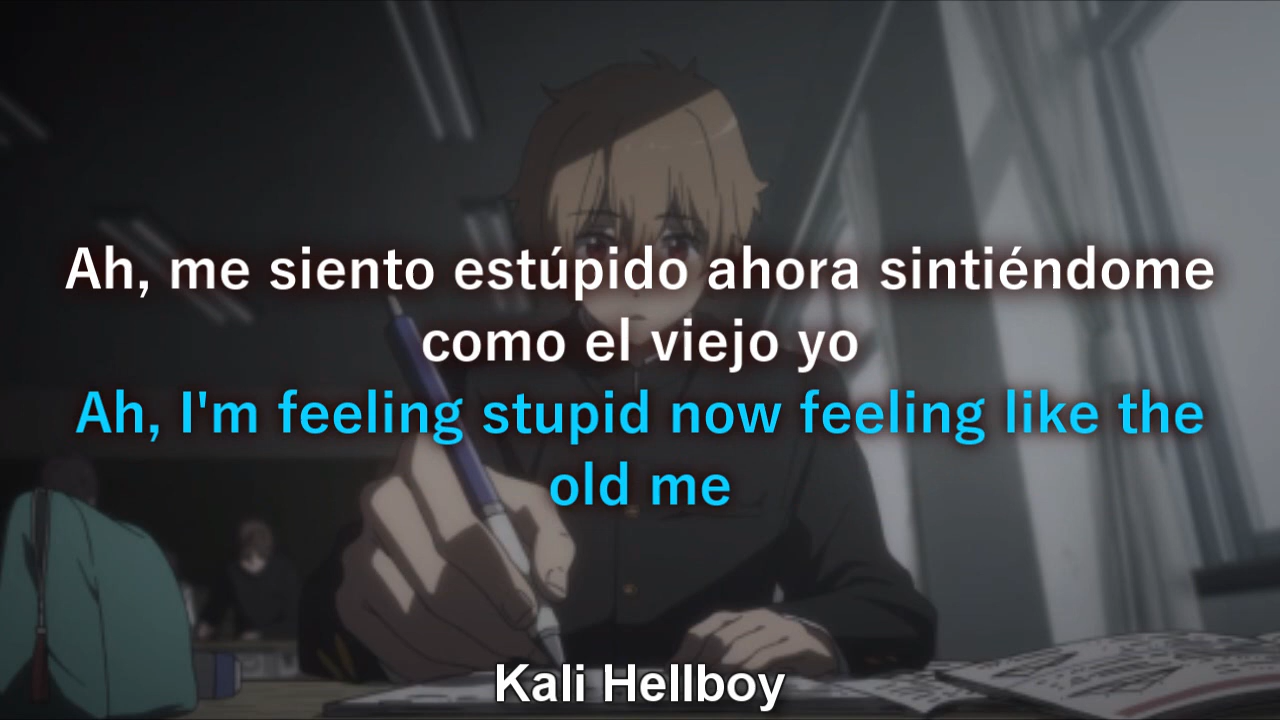 Ah, me siento estúpido ahora sintiéndome
como el viejo yo
Ah, I'm feeling stupid now feeling like the
old me
Kali Hellboy